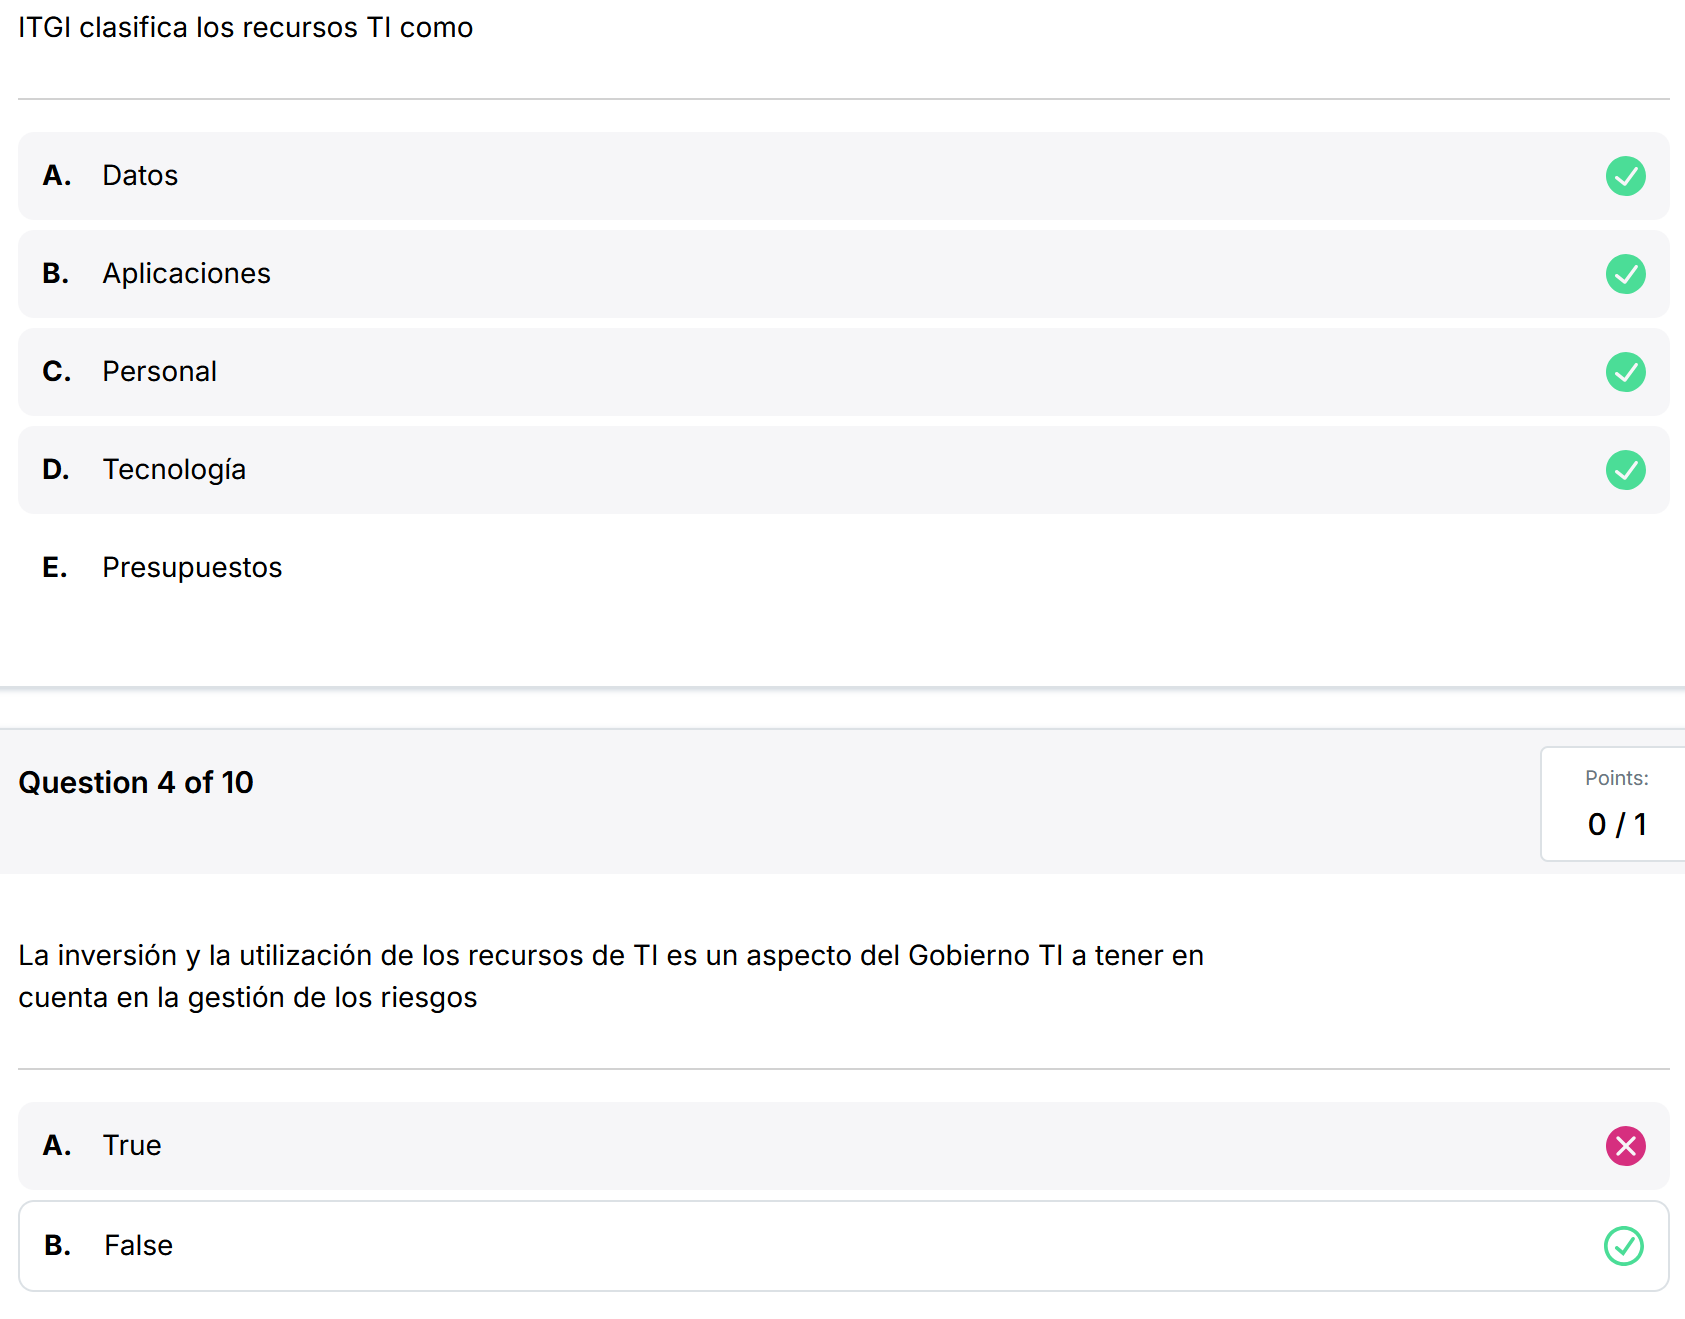 ITGI clasifica los recursos TI como
A. Datos
B. Aplicaciones
C. Personal
D. Tecnología
E. Presupuestos
Question 4 of 10
Points:
0 / 1
La inversión y la utilización de los recursos de TI es un aspecto del Gobierno TI a tener en
cuenta en la gestión de los riesgos
A. True
B. False